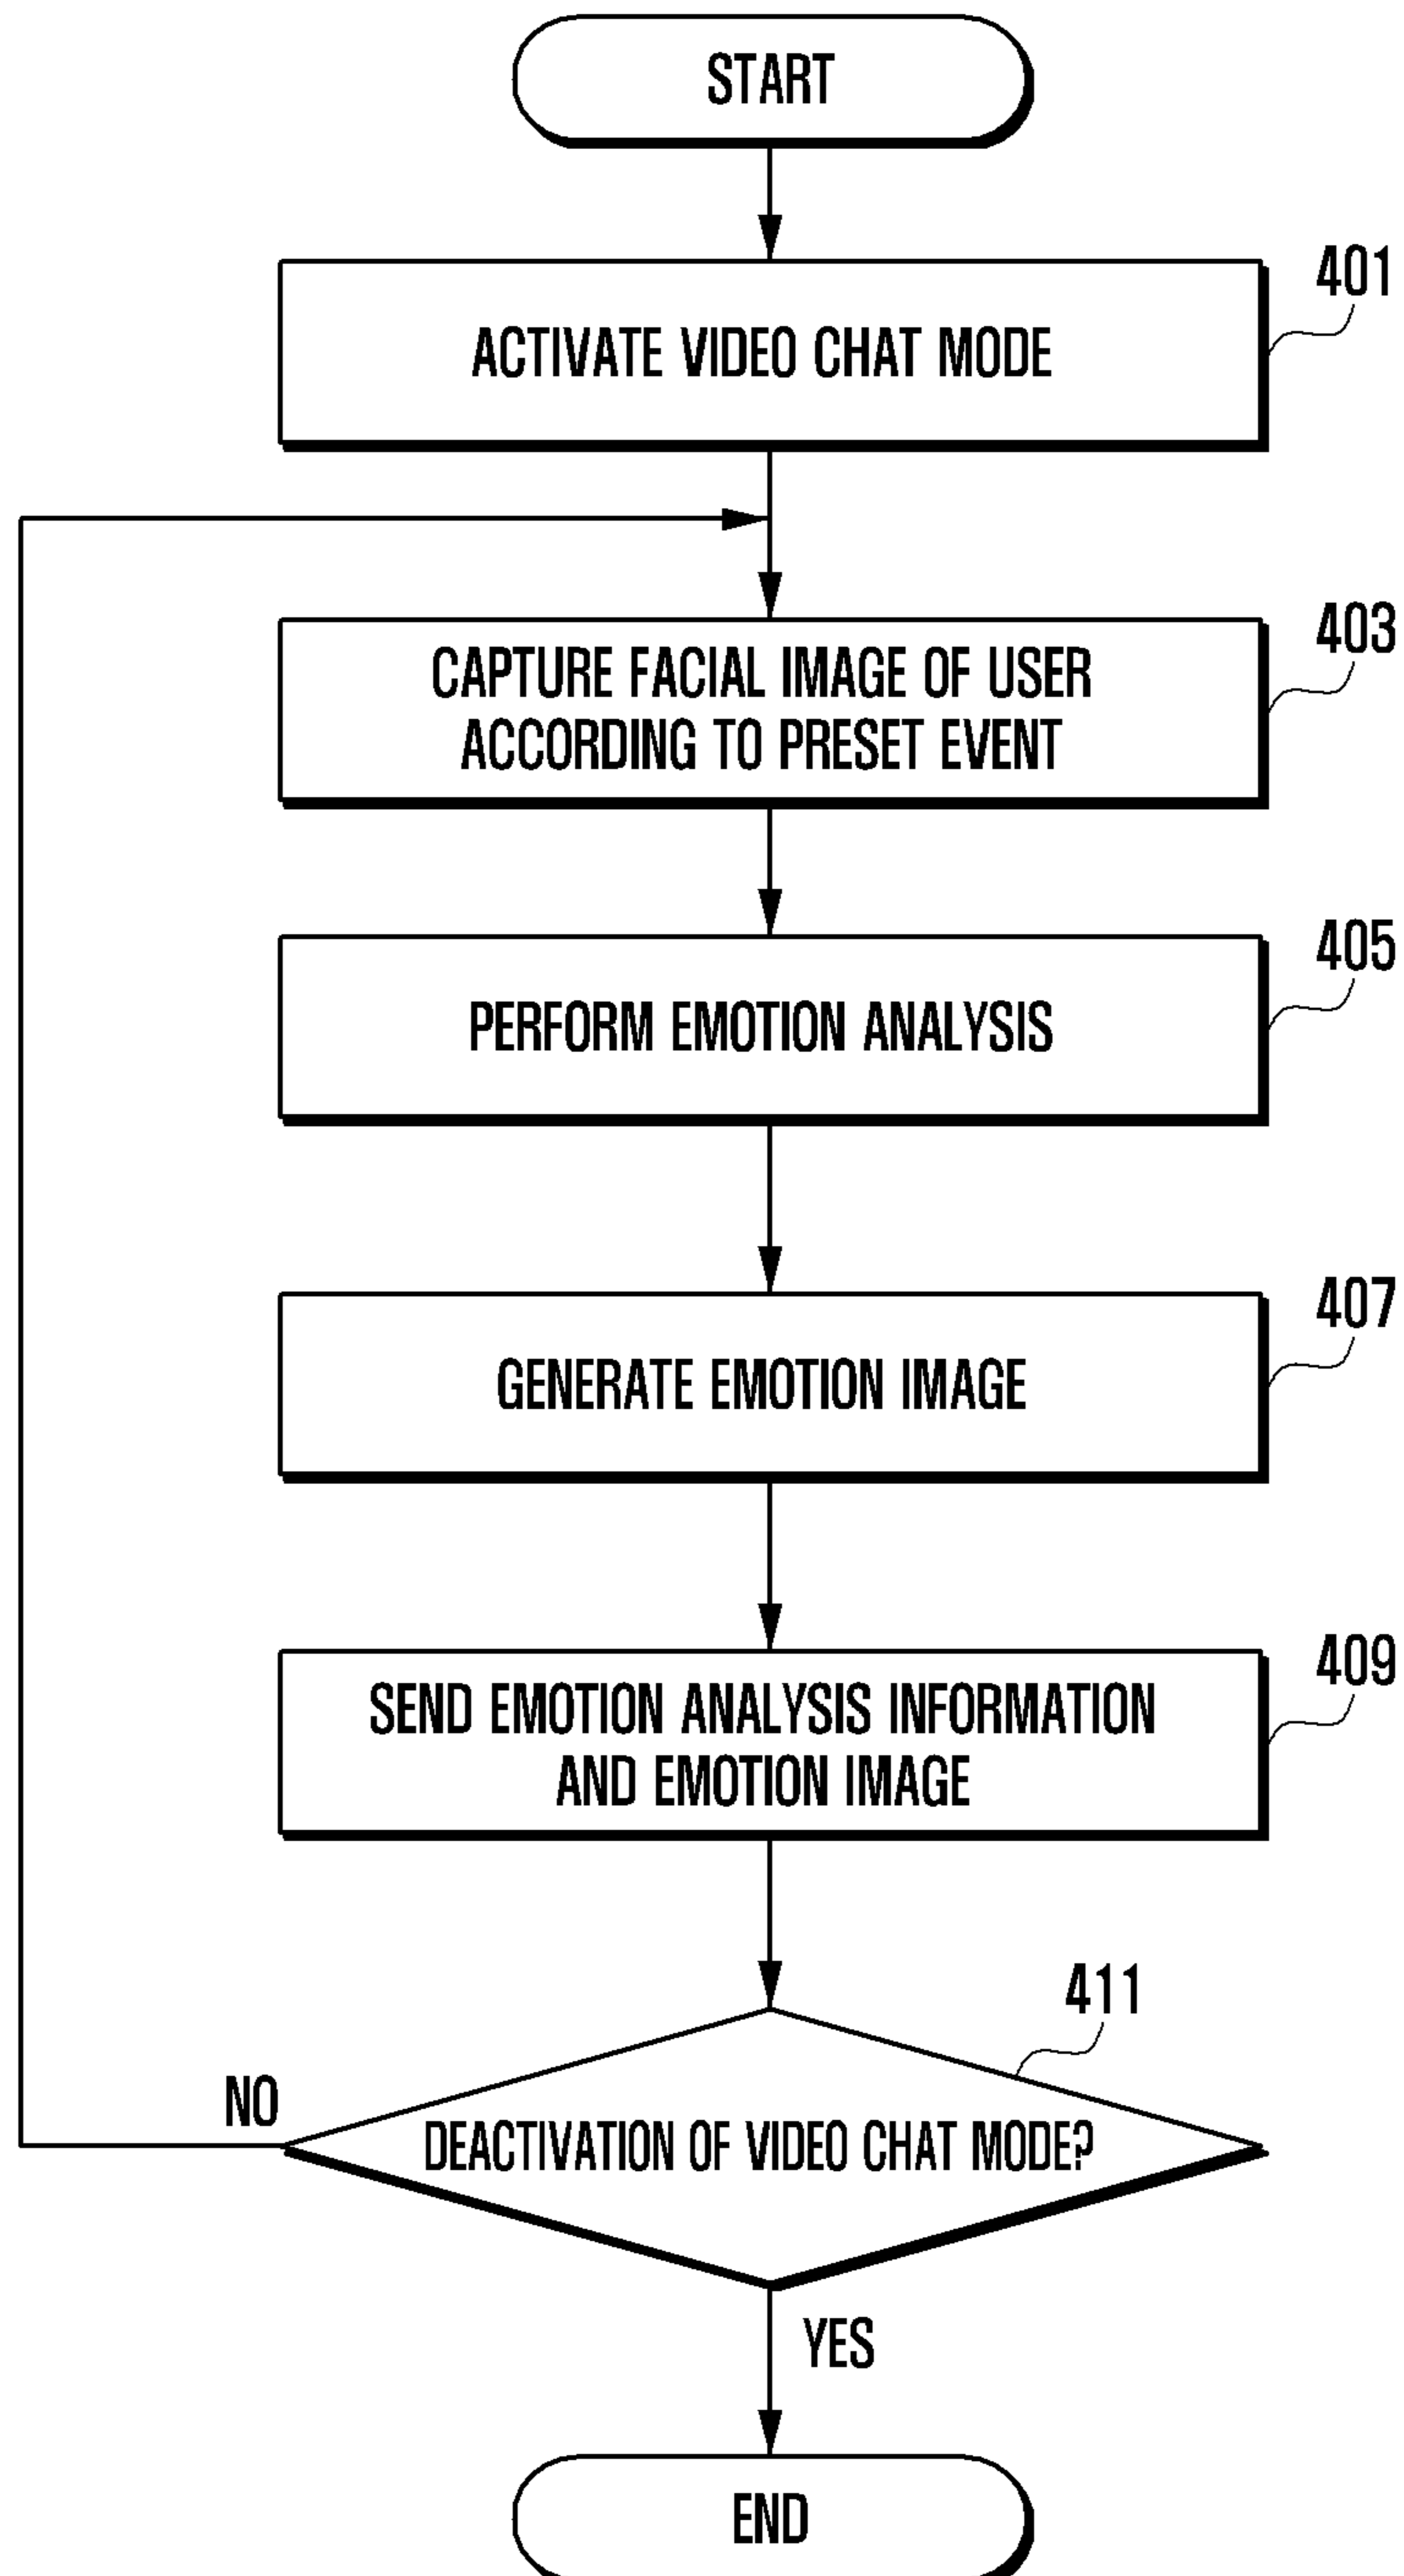 START
401
ACTIVATE VIDEO CHAT MODE
403
CAPTURE FACIAL IMAGE OF USER
ACCORDING TO PRESET EVENT
405
PERFORM EMOTION ANALYSIS
407
GENERATE EMOTION IMAGE
409
SEND EMOTION ANALYSIS INFORMATION
AND EMOTION IMAGE
411
NO
DEACTIVATION OF VIDEO CHAT MODE?
YES
END